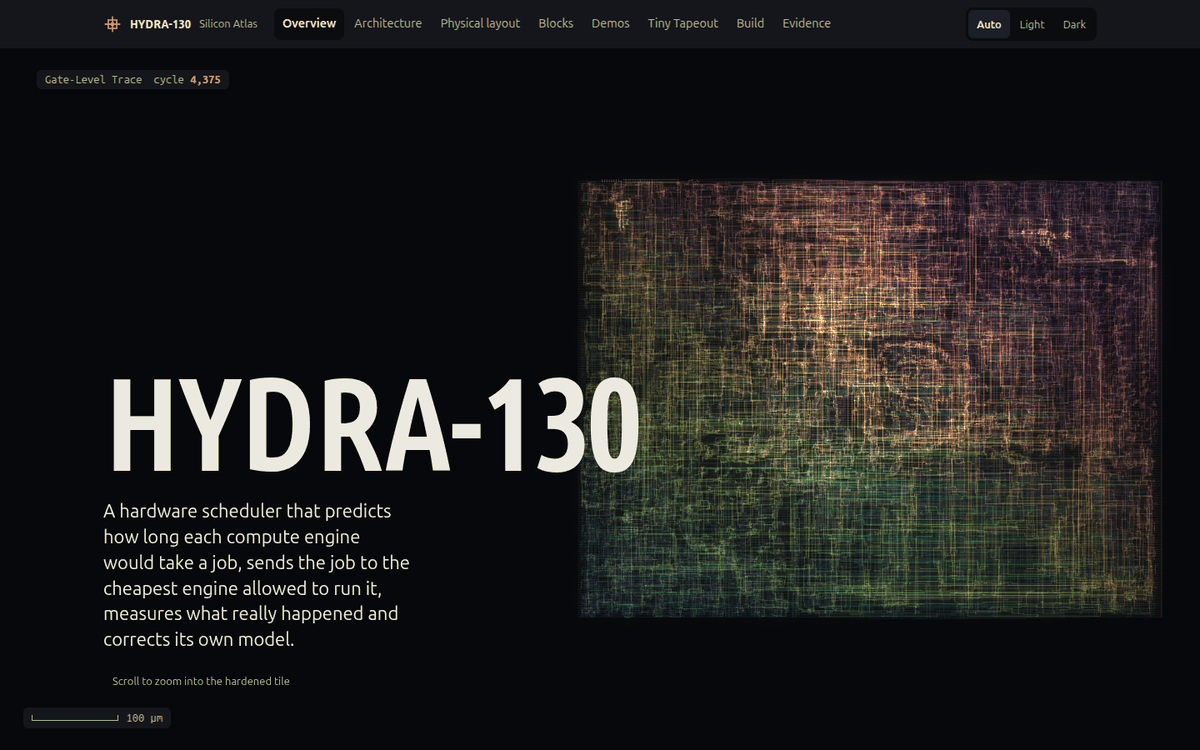 HYDRA-130 Silicon Atlas Overview Architecture Physical layout Blocks Demos Tiny Tapeout Build Evidence Auto Light Dark
Gate-Level Trace cycle 4,375
HYDRA-130
A hardware scheduler that predicts
how long each compute engine
would take a job, sends the job to the
cheapest engine allowed to run it,
measures what really happened and
corrects its own model.
Scroll to zoom into the hardened tile
100 µm